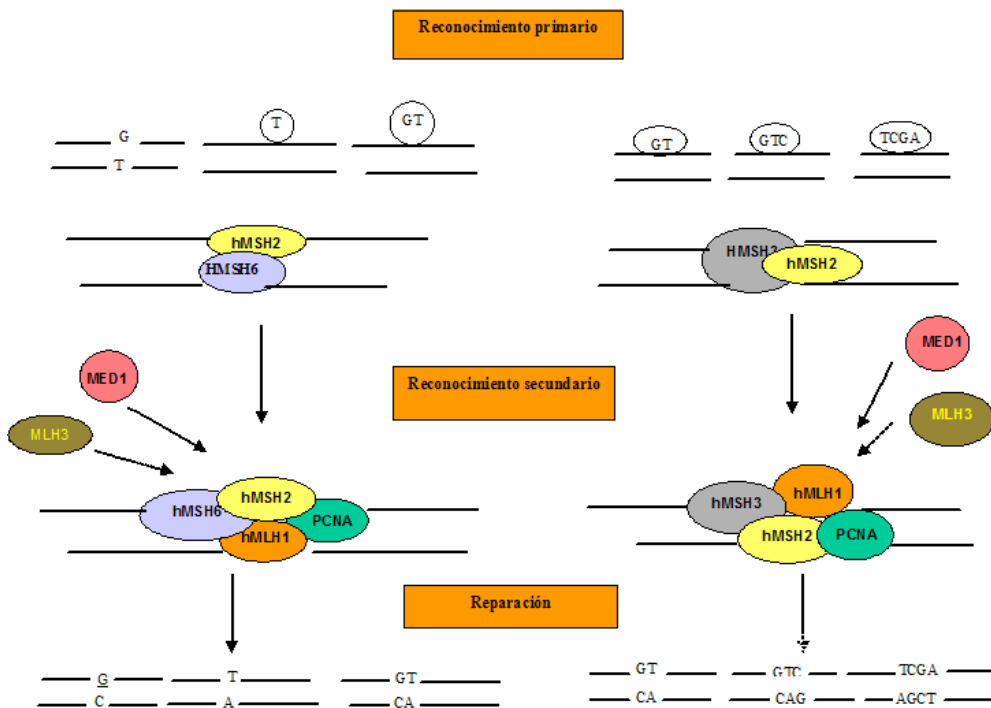 Reconocimiento primario
G T GT GT GTC TCGA
T
hMSH2
HMSH6
HMSH3
hMSH2
MED1
MLH3
Reconocimiento secundario
MED1
MLH3
hMSH2
hMSH6
PCNA
hMLH1
hMLH1
hMSH3
hMSH2
PCNA
Reparación
G T GT GT GTC TCGA
C A CA CA CAG AGCT